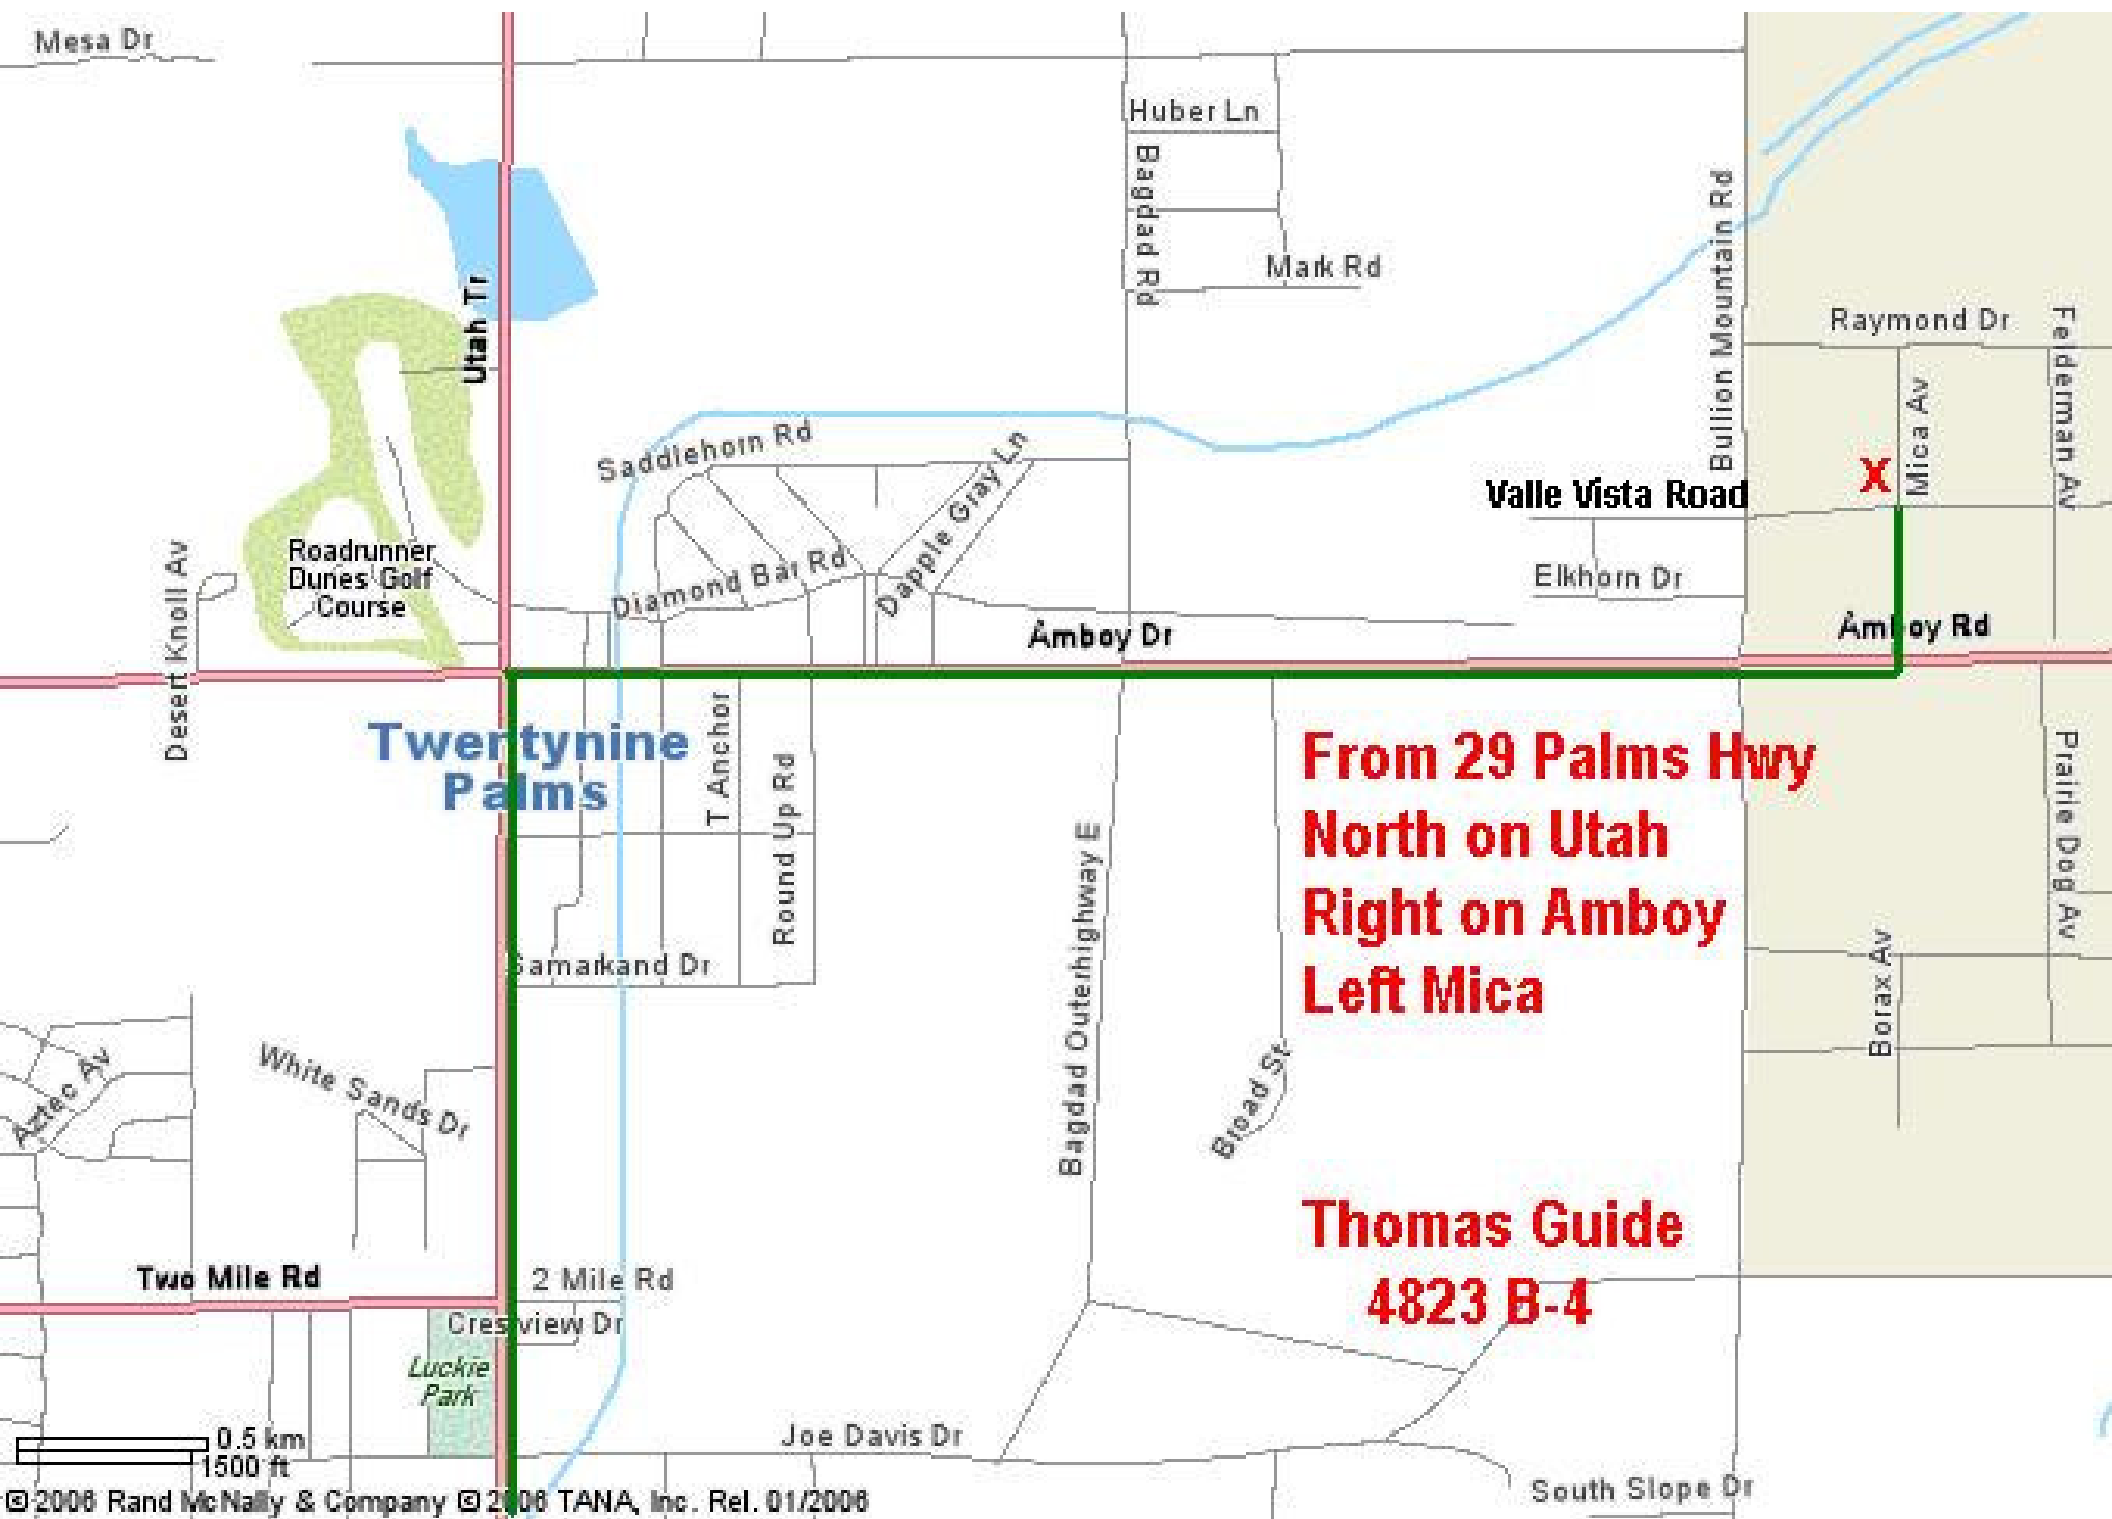 Mesa Dr
Huber Ln
Bagdad Rd
Mark Rd
Bullion Mountain Rd
Utah Tr
Raymond Dr
Felderman Av
Mica Av
Saddlehorn Rd
Dapple Gray Ln
X
Valle Vista Road
Roadrunner
Dunes Golf
Course
Desert Knoll Av
Diamond Bar Rd
Elkhorn Dr
Amboy Dr
Amboy Rd
Twentynine
Palms
T Anchor
Round Up Rd
From 29 Palms Hwy
North on Utah
Right on Amboy
Left Mica
Prairie Dog Av
Bagdad Outerhighway E
Samarkand Dr
Borax Av
Aztec Av
White Sands Dr
Broad St
Thomas Guide
4823 B-4
Two Mile Rd
2 Mile Rd
Crestview Dr
Luckie
Park
Joe Davis Dr
0.5 km
1500 ft
South Slope Dr
©2006 Rand McNally & Company ©2006 TANA, Inc. Rel. 01/2006